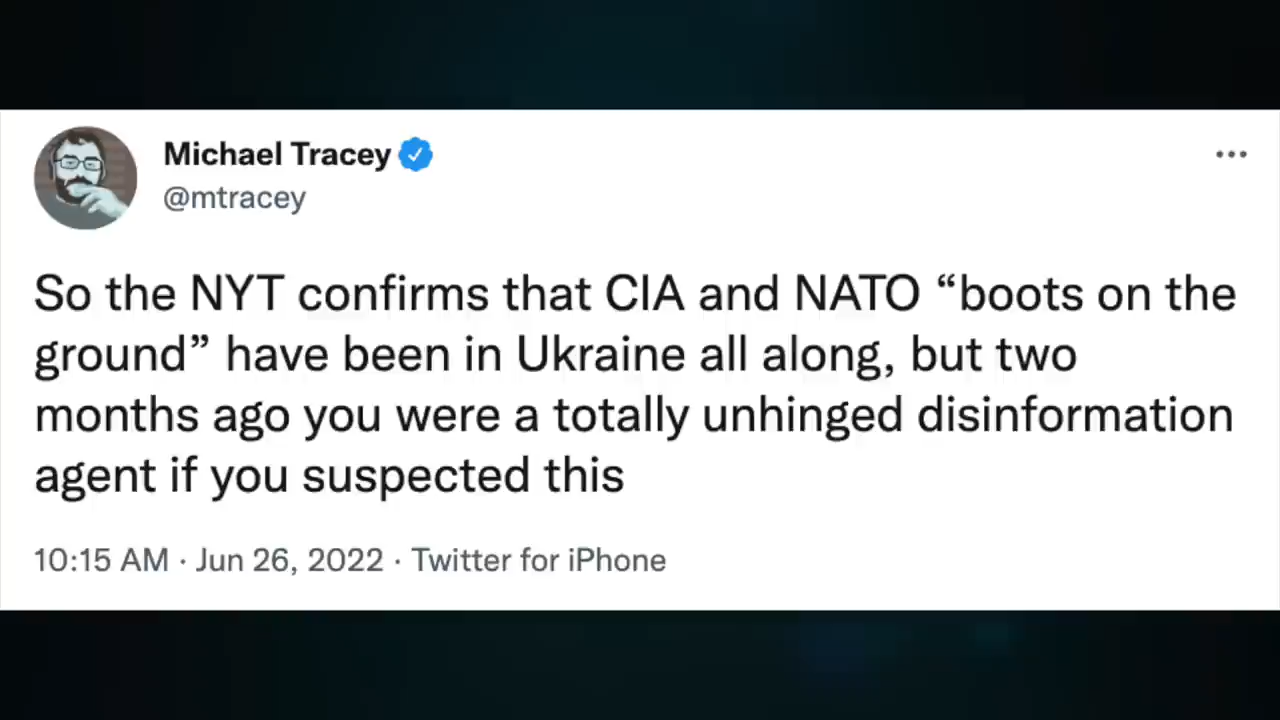 Michael Tracey
@mtracey
So the NYT confirms that CIA and NATO “boots on the
ground” have been in Ukraine all along, but two
months ago you were a totally unhinged disinformation
agent if you suspected this
10:15 AM · Jun 26, 2022 · Twitter for iPhone